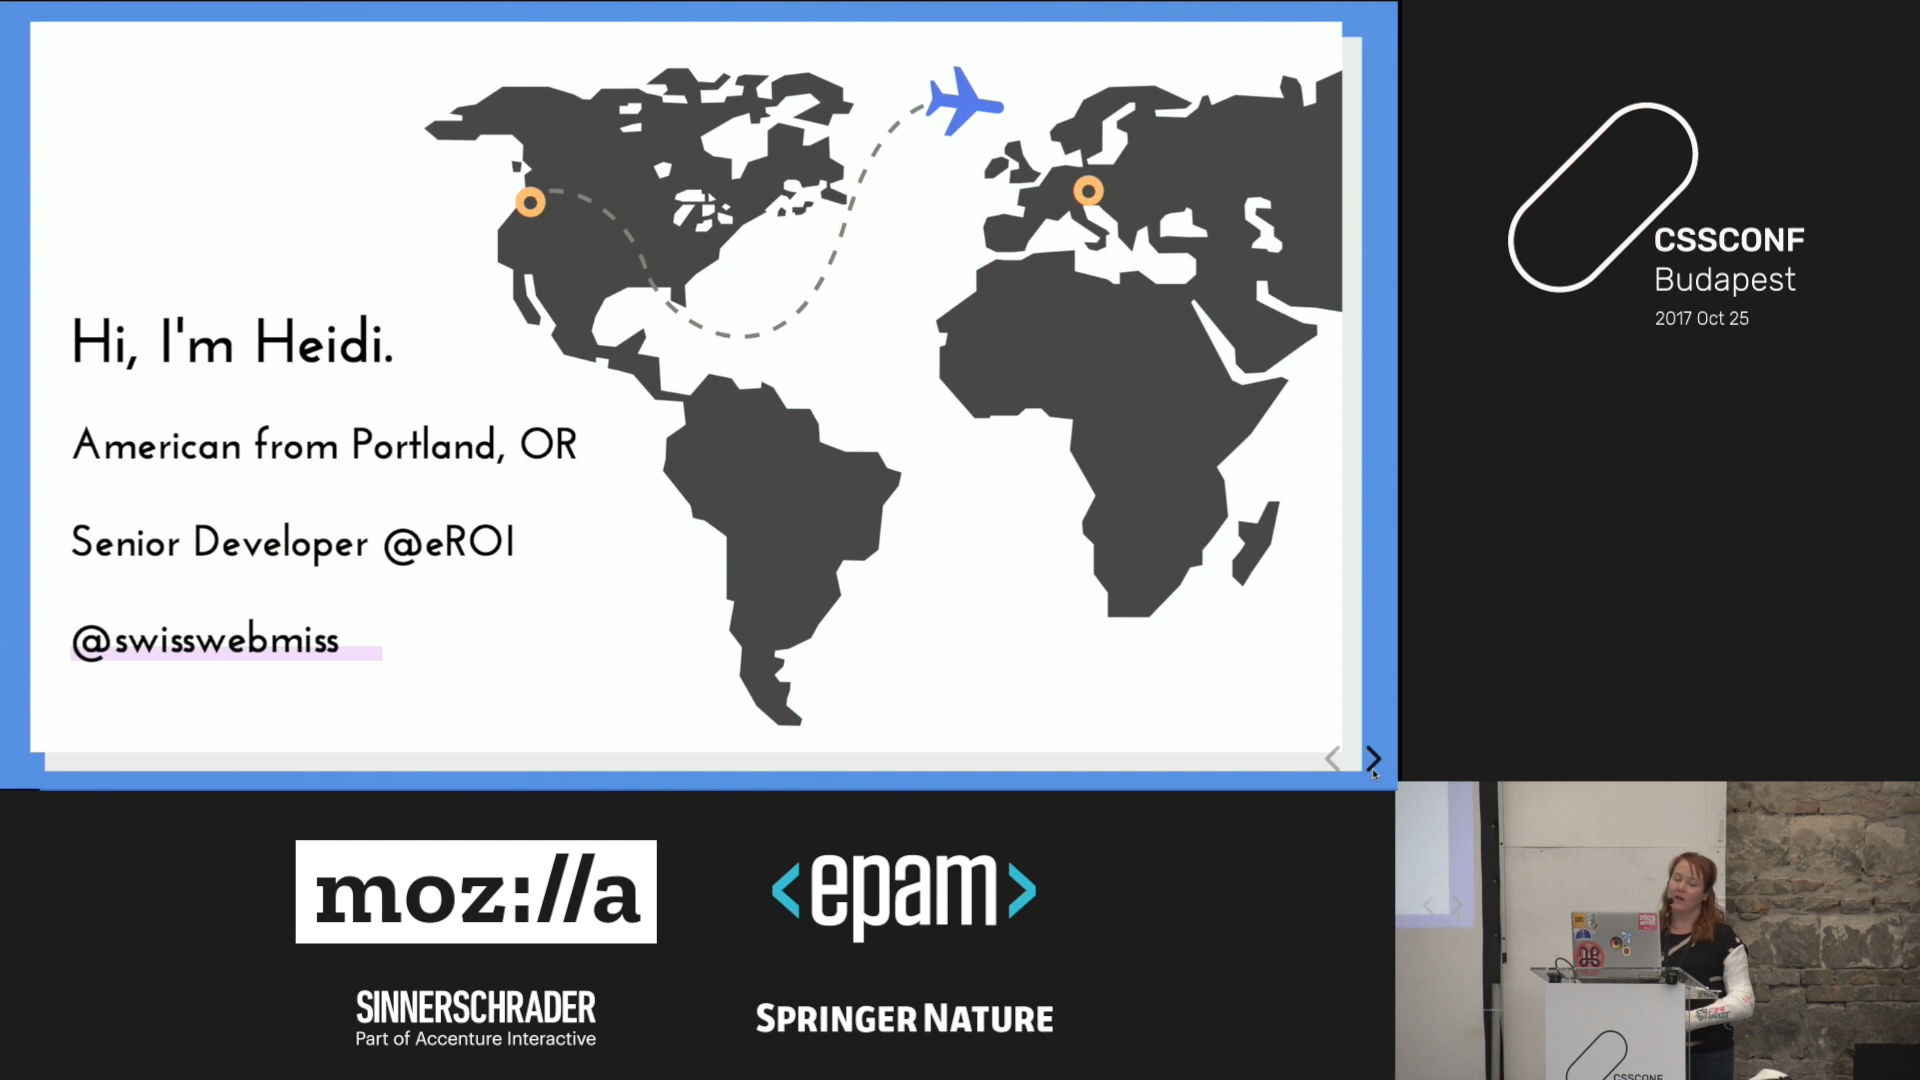 Hi, I'm Heidi.
American from Portland, OR
Senior Developer @eROI
@swisswebmiss
CSSCONF
Budapest
2017 Oct 25
moz://a
<epam>
SINNERSCHRADER
Part of Accenture Interactive
SPRINGER NATURE
CSSCONF